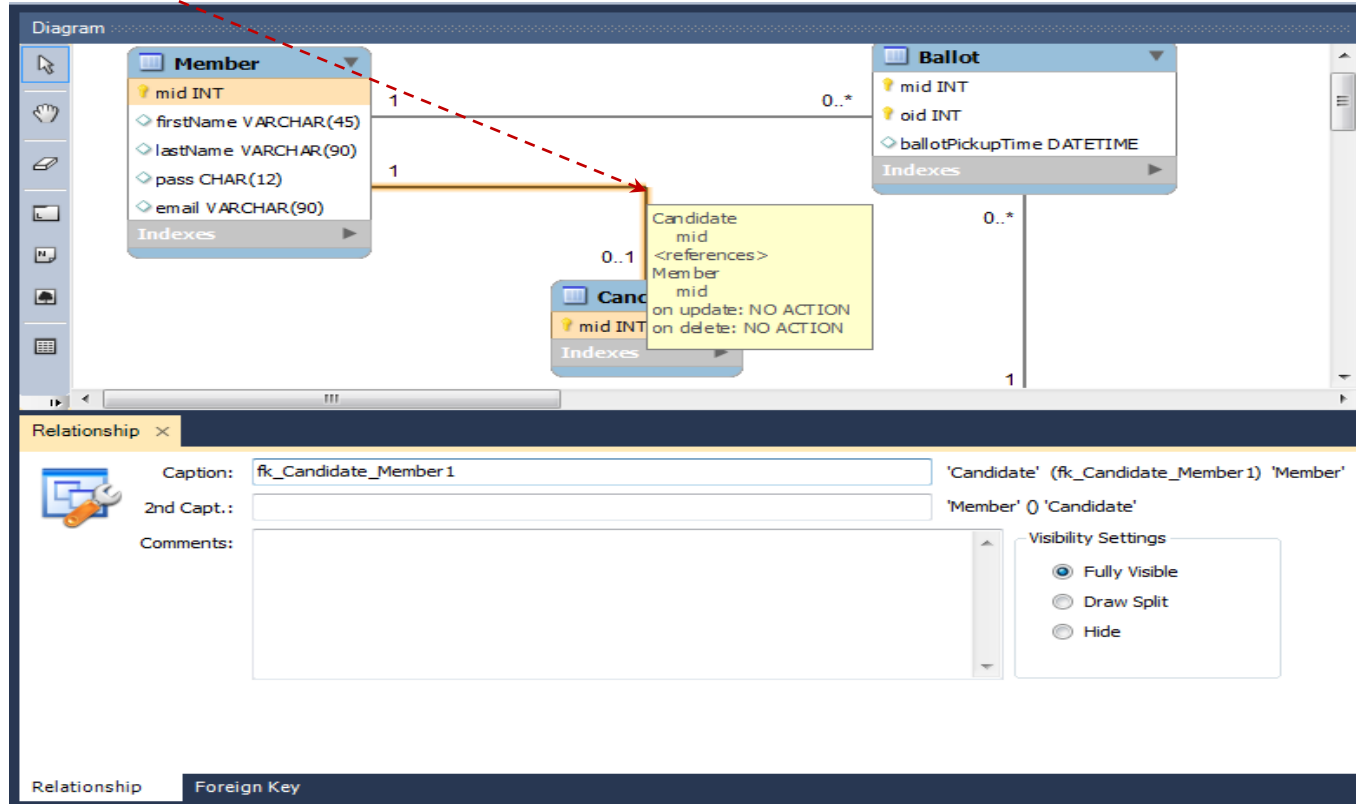 Diagram
Member
mid INT
firstName VARCHAR(45)
lastName VARCHAR(90)
pass CHAR(12)
email VARCHAR(90)
Indexes
1
0..*
1
Ballot
mid INT
oid INT
ballotPickupTime DATETIME
Indexes
0..*
1
0..1
Cand
mid INT
Indexes
Candidate
mid
<references>
Member
mid
on update: NO ACTION
on delete: NO ACTION
Relationship
Caption: fk_Candidate_Member1 'Candidate' (fk_Candidate_Member1) 'Member'
2nd Capt.: 'Member' () 'Candidate'
Comments:
Visibility Settings
Fully Visible
Draw Split
Hide
Relationship Foreign Key